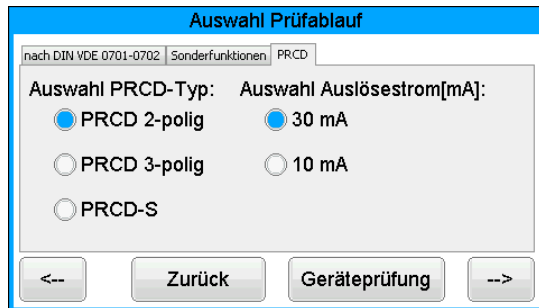 Auswahl Prüfablauf
nach DIN VDE 0701-0702 Sonderfunktionen PRCD
Auswahl PRCD-Typ: Auswahl Auslösestrom[mA]:
PRCD 2-polig 30 mA
PRCD 3-polig 10 mA
PRCD-S
<-- Zurück Geräteprüfung -->